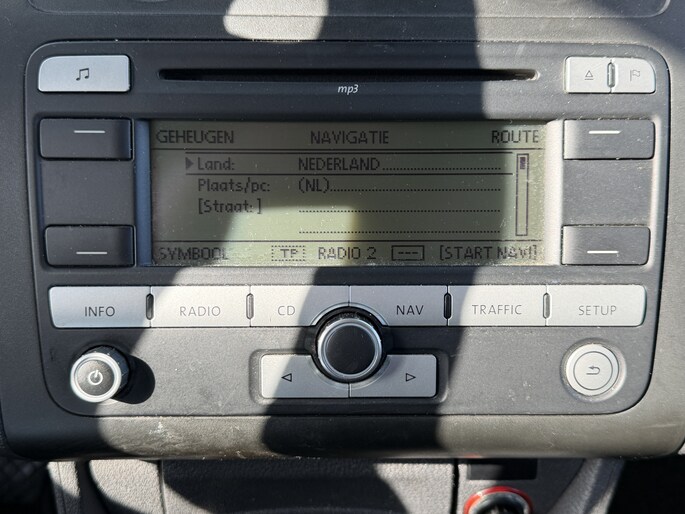 mp3
GEHEUGEN NAVIGATIE ROUTE
Land: NEDERLAND
Plaats/pc: (NL)
[Straat: ]
SYMBOOL TP RADIO 2 [---] [START NAVI]
INFO RADIO CD NAV TRAFFIC SETUP